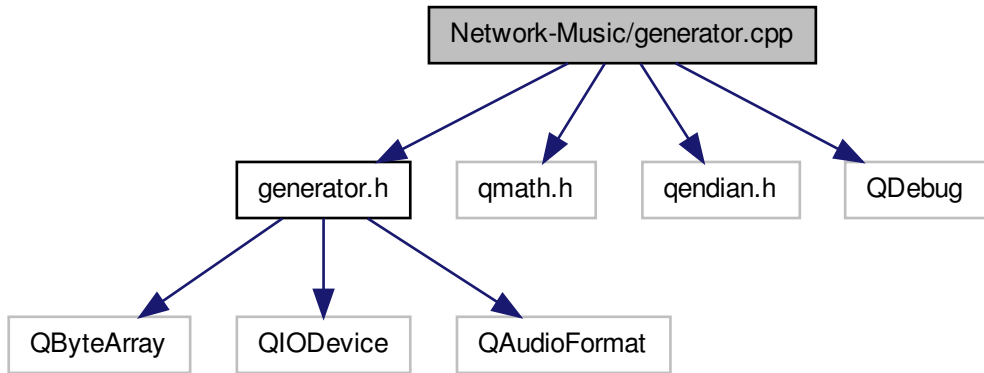 Network-Music/generator.cpp
generator.h
qmath.h
qendian.h
QDebug
QByteArray
QIODevice
QAudioFormat